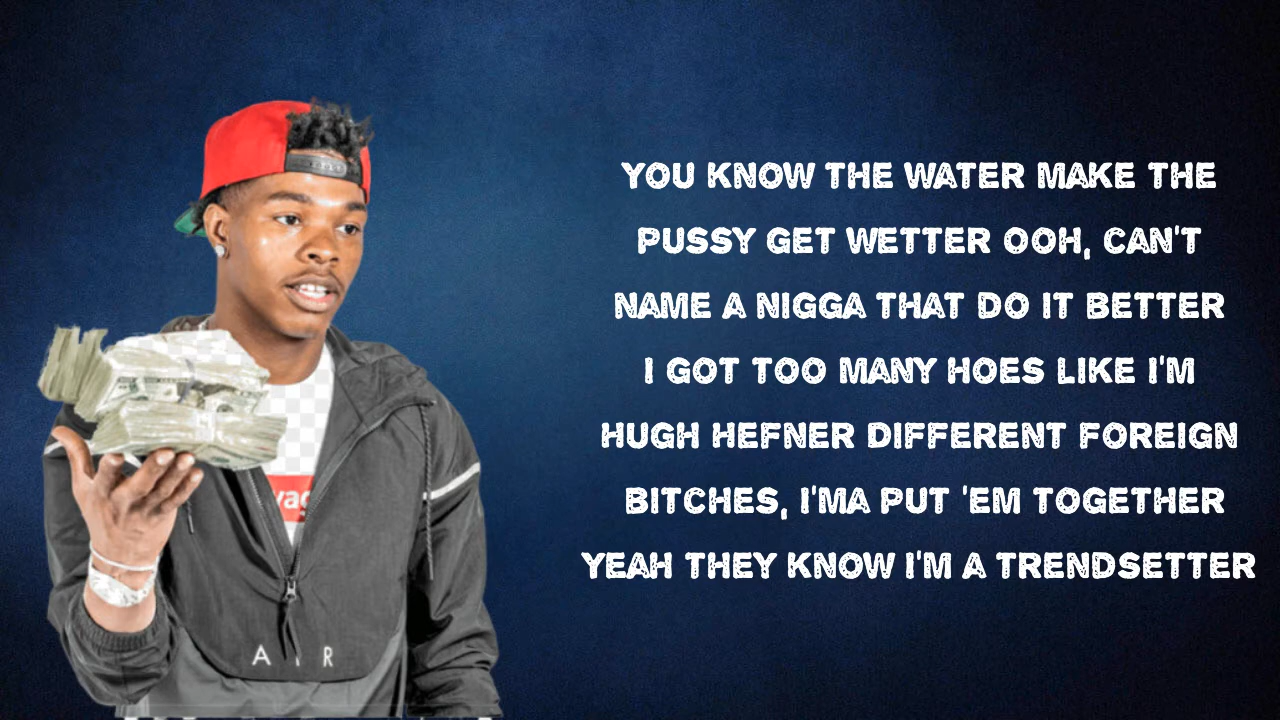 YOU KNOW THE WATER MAKE THE
PUSSY GET WETTER OOH, CAN'T
NAME A NIGGA THAT DO IT BETTER
I GOT TOO MANY HOES LIKE I'M
HUGH HEFNER DIFFERENT FOREIGN
BITCHES, I'MA PUT 'EM TOGETHER
YEAH THEY KNOW I'M A TRENDSETTER
AIR